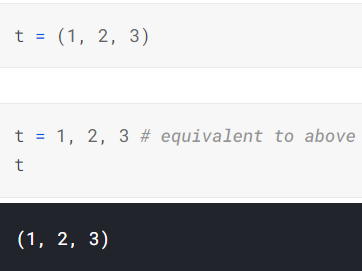 t = (1, 2, 3)
t = 1, 2, 3 # equivalent to above
t
(1, 2, 3)